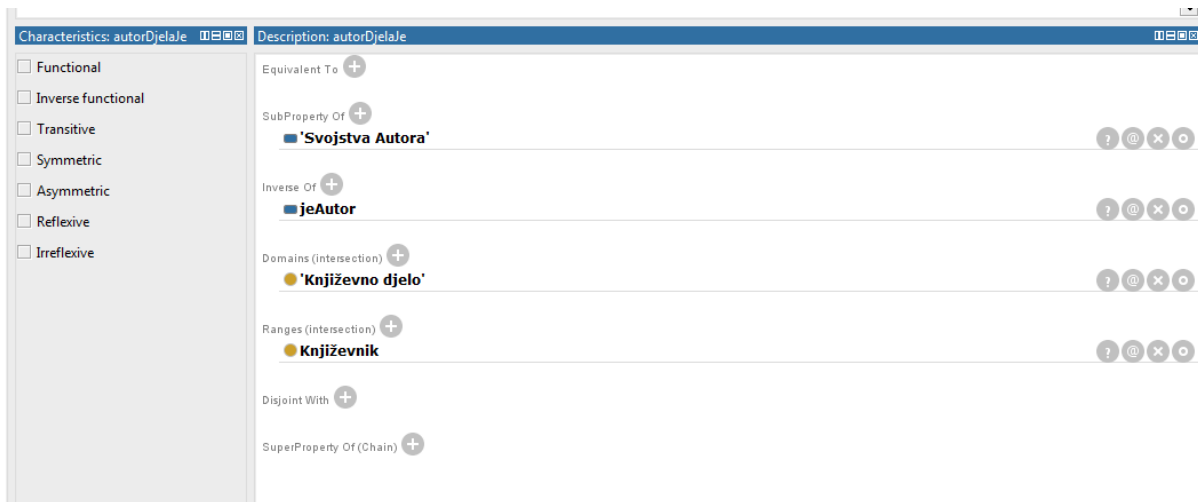 Characteristics: autorDjelaJe
Functional
Inverse functional
Transitive
Symmetric
Asymmetric
Reflexive
Irreflexive
Description: autorDjelaJe
Equivalent To
SubProperty Of
'Svojstva Autora'
Inverse Of
jeAutor
Domains (intersection)
'Književno djelo'
Ranges (intersection)
Književnik
Disjoint With
SuperProperty Of (Chain)